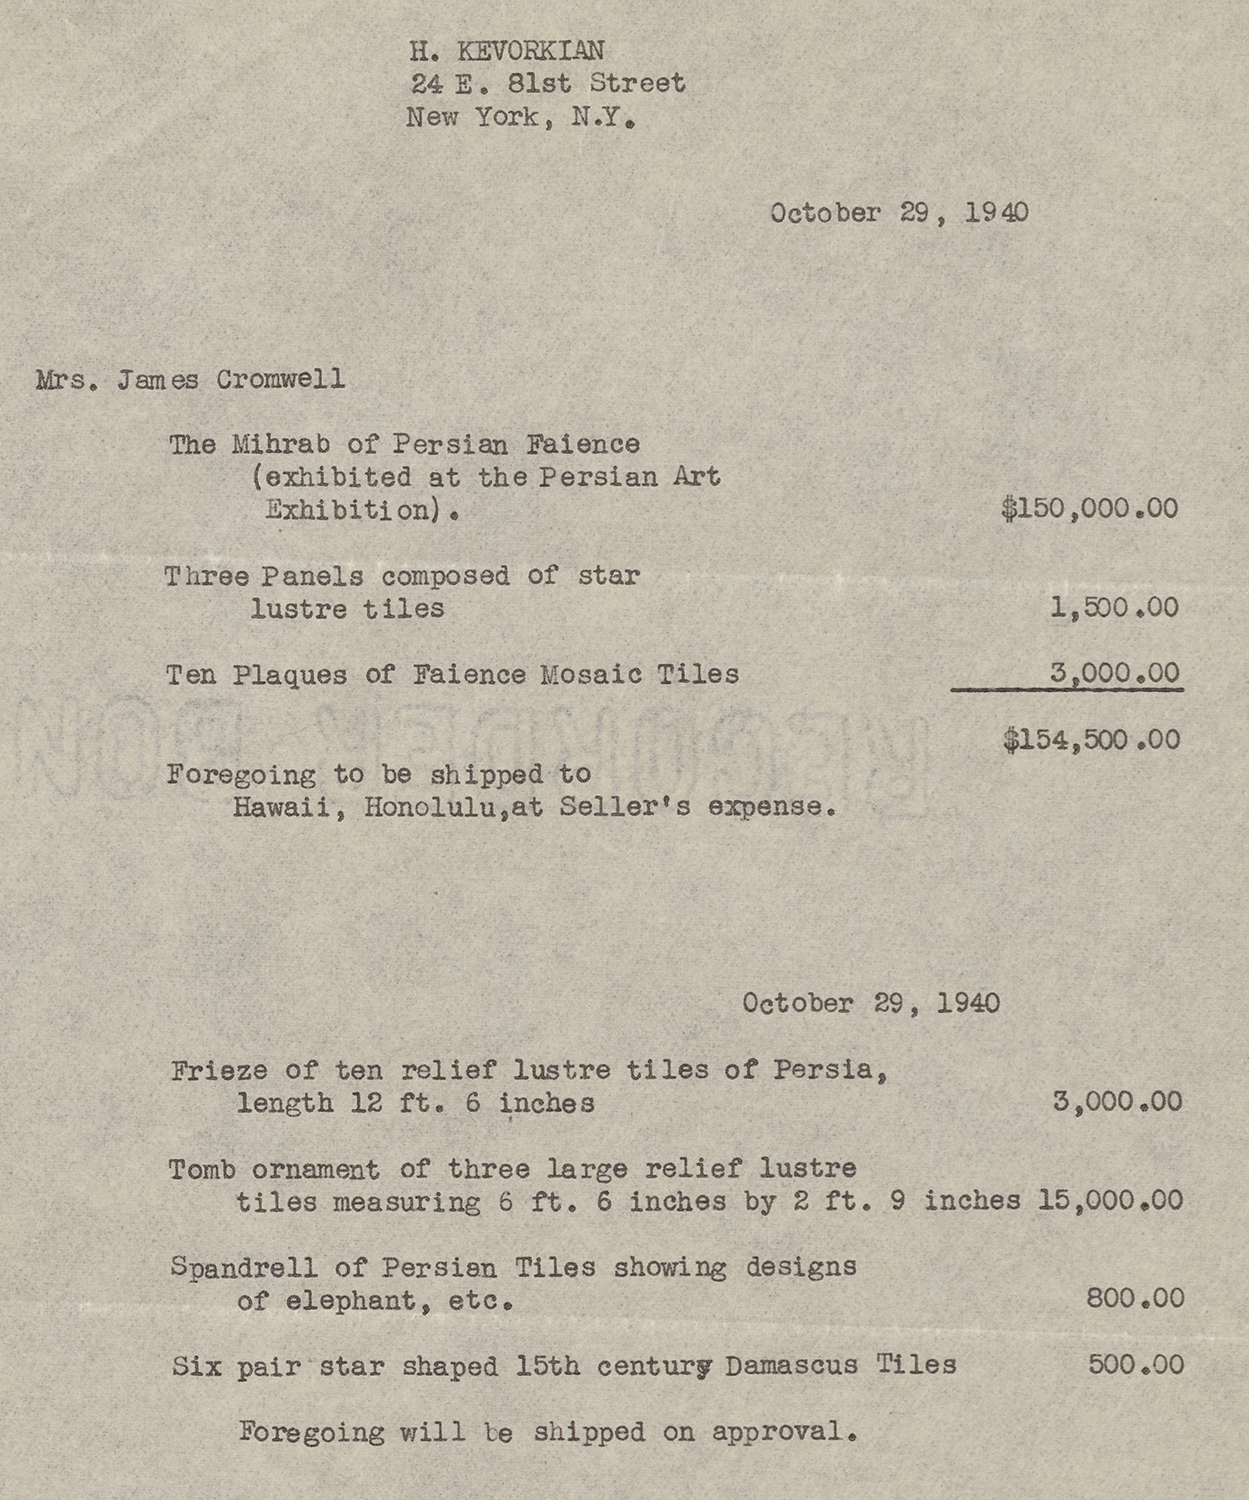 H. KEVORKIAN
24 E. 81st Street
New York, N.Y.
October 29, 1940
Mrs. James Cromwell
The Mihrab of Persian Faience
(exhibited at the Persian Art
Exhibition). $150,000.00
Three Panels composed of star
lustre tiles 1,500.00
Ten Plaques of Faience Mosaic Tiles 3,000.00
$154,500.00
Foregoing to be shipped to
Hawaii, Honolulu,at Seller's expense.
October 29, 1940
Frieze of ten relief lustre tiles of Persia,
length 12 ft. 6 inches 3,000.00
Tomb ornament of three large relief lustre
tiles measuring 6 ft. 6 inches by 2 ft. 9 inches 15,000.00
Spandrell of Persian Tiles showing designs
of elephant, etc. 800.00
Six pair star shaped 15th century Damascus Tiles 500.00
Foregoing will be shipped on approval.